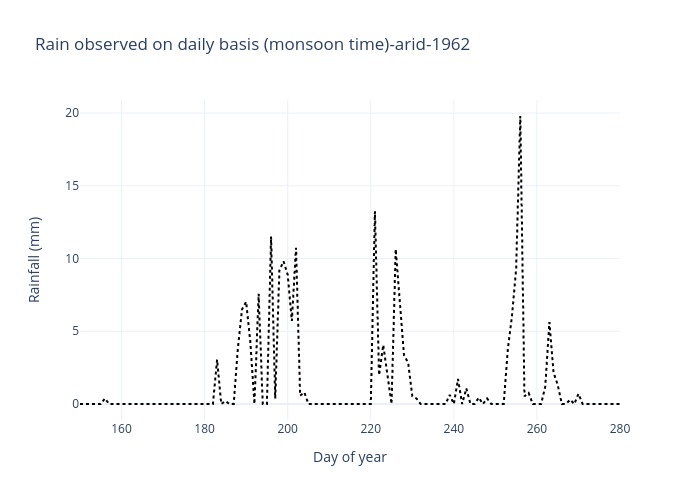 Rain observed on daily basis (monsoon time)-arid-1962
20
15
10
5
0
Rainfall (mm)
160 180 200 220 240 260 280
Day of year